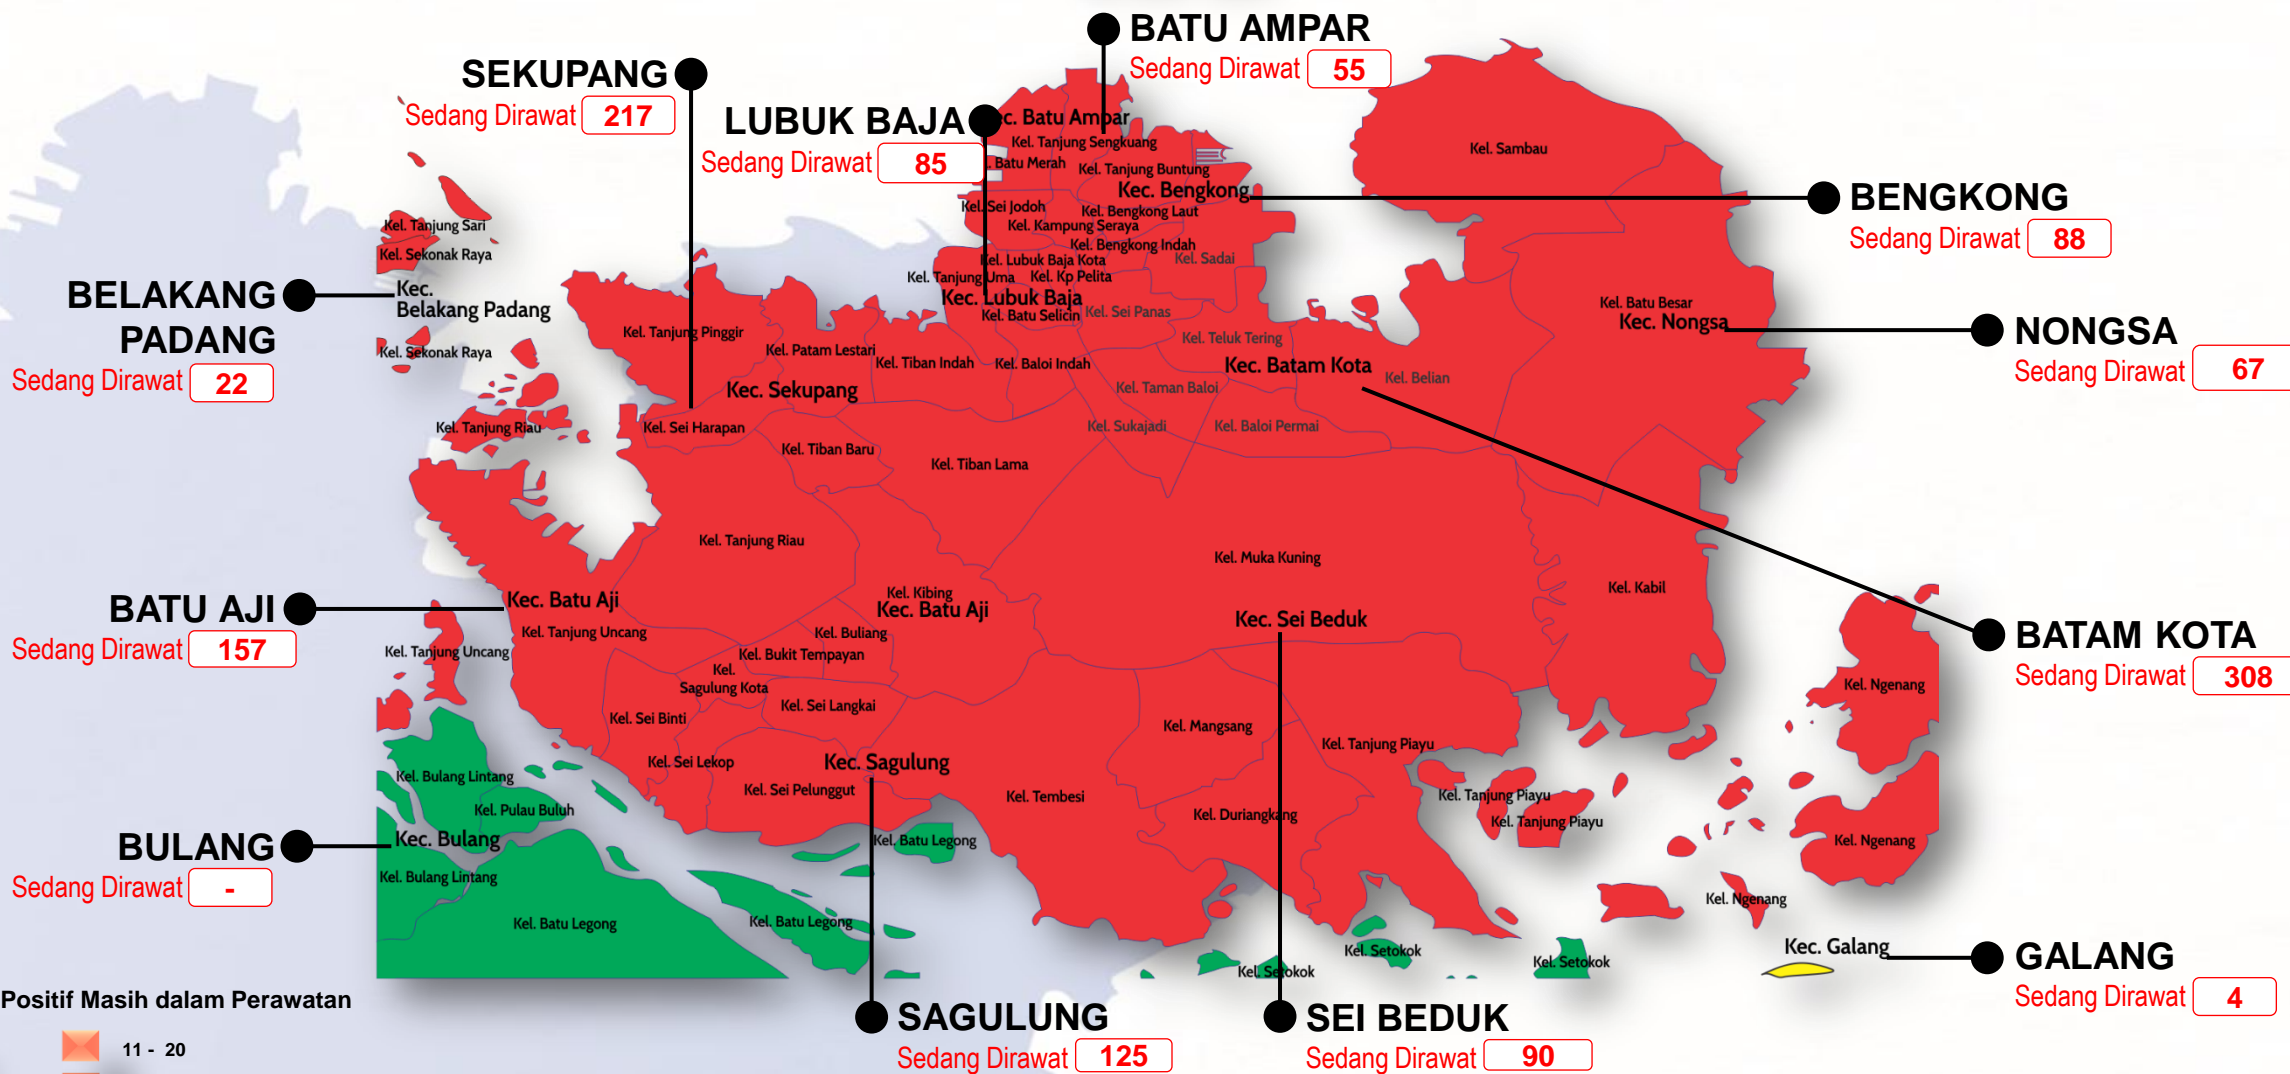 BATU AMPAR
Sedang Dirawat 55
SEKUPANG
Sedang Dirawat 217
LUBUK BAJA
Sedang Dirawat 85
BENGKONG
Sedang Dirawat 88
BELAKANG
PADANG
Sedang Dirawat 22
NONGSA
Sedang Dirawat 67
BATU AJI
Sedang Dirawat 157
BATAM KOTA
Sedang Dirawat 308
BULANG
Sedang Dirawat -
GALANG
Sedang Dirawat 4
SAGULUNG
Sedang Dirawat 125
SEI BEDUK
Sedang Dirawat 90
ec. Batu Ampar
Kel. Tanjung Sengkuang
. Batu Merah
Kel. Tanjung Buntung
Kec. Bengkong
Kel. Sei Jodoh
Kel. Bengkong Laut
Kel. Kampung Seraya
Kel. Bengkong Indah
Kel. Sadai
Kel. Lubuk Baja Kota
Kel. Tanjung Uma
Kel. Kp Pelita
Kec. Lubuk Baja
Kel. Batu Selicin
Kel. Sei Panas
Kel. Sambau
Kel. Batu Besar
Kec. Nongsa
Kel. Teluk Tering
Kec. Batam Kota
Kel. Belian
Kel. Taman Baloi
Kel. Sukajadi
Kel. Baloi Permai
Kel. Tanjung Sari
Kel. Sekonak Raya
Kec.
Belakang Padang
Kel. Sekonak Raya
Kel. Tanjung Riau
Kel. Tanjung Pinggir
Kel. Patam Lestari
Kel. Tiban Indah
Kel. Baloi Indah
Kec. Sekupang
Kel. Sei Harapan
Kel. Tiban Baru
Kel. Tiban Lama
Kel. Tanjung Riau
Kel. Muka Kuning
Kel. Kabil
Kec. Batu Aji
Kel. Tanjung Uncang
Kel. Tanjung Uncang
Kel. Kibing
Kec. Batu Aji
Kel. Buliang
Kel. Bukit Tempayan
Kel.
Sagulung Kota
Kel. Sei Langkai
Kel. Sei Binti
Kel. Sei Lekop
Kec. Sagulung
Kel. Sei Pelunggut
Kel. Tembesi
Kec. Sei Beduk
Kel. Mangsang
Kel. Tanjung Piayu
Kel. Duriangkang
Kel. Tanjung Piayu
Kel. Tanjung Piayu
Kel. Ngenang
Kel. Ngenang
Kel. Ngenang
Kec. Galang
Kel. Bulang Lintang
Kel. Pulau Buluh
Kec. Bulang
Kel. Bulang Lintang
Kel. Batu Legong
Kel. Batu Legong
Kel. Batu Legong
Kel. Setokok
Kel. Setokok
Kel. Setokok
Positif Masih dalam Perawatan
11 - 20